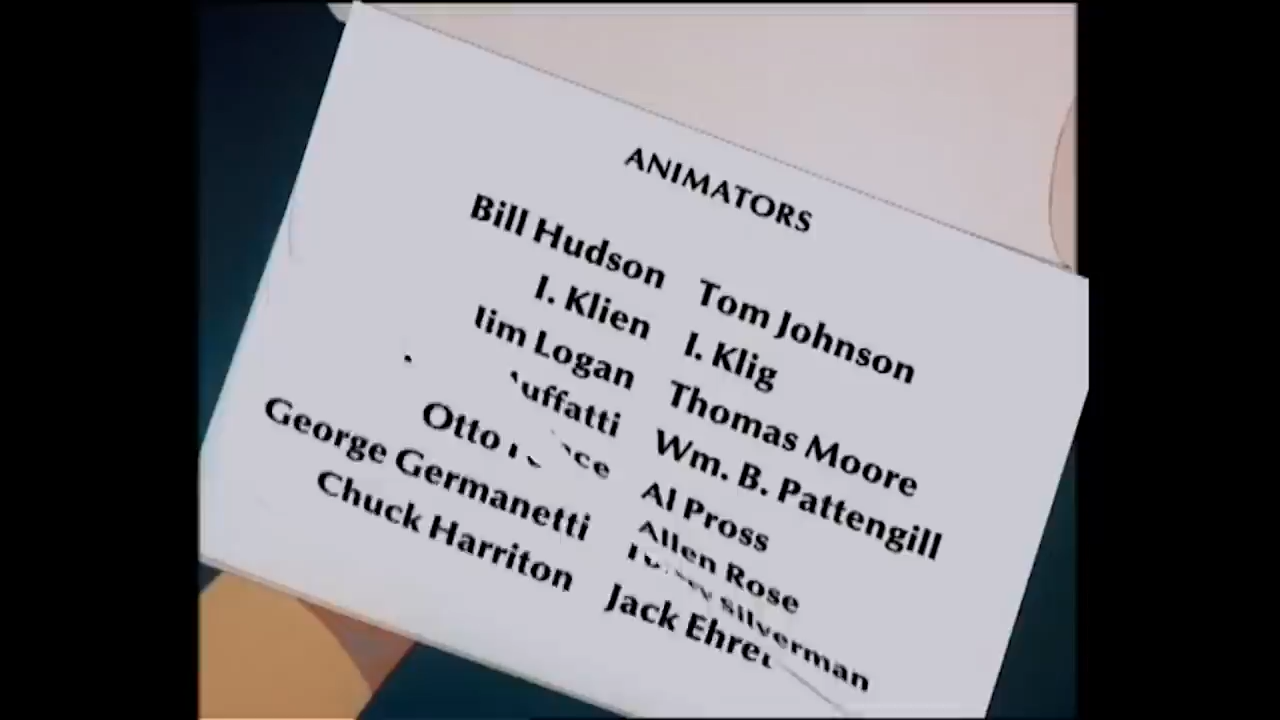 ANIMATORS
Bill Hudson Tom Johnson
I. Klien I. Klig
Jim Logan Thomas Moore
Wm. B. Pattengill
Otto Al Pross
George Germanetti Allen Rose
Chuck Harriton Silverman
Jack